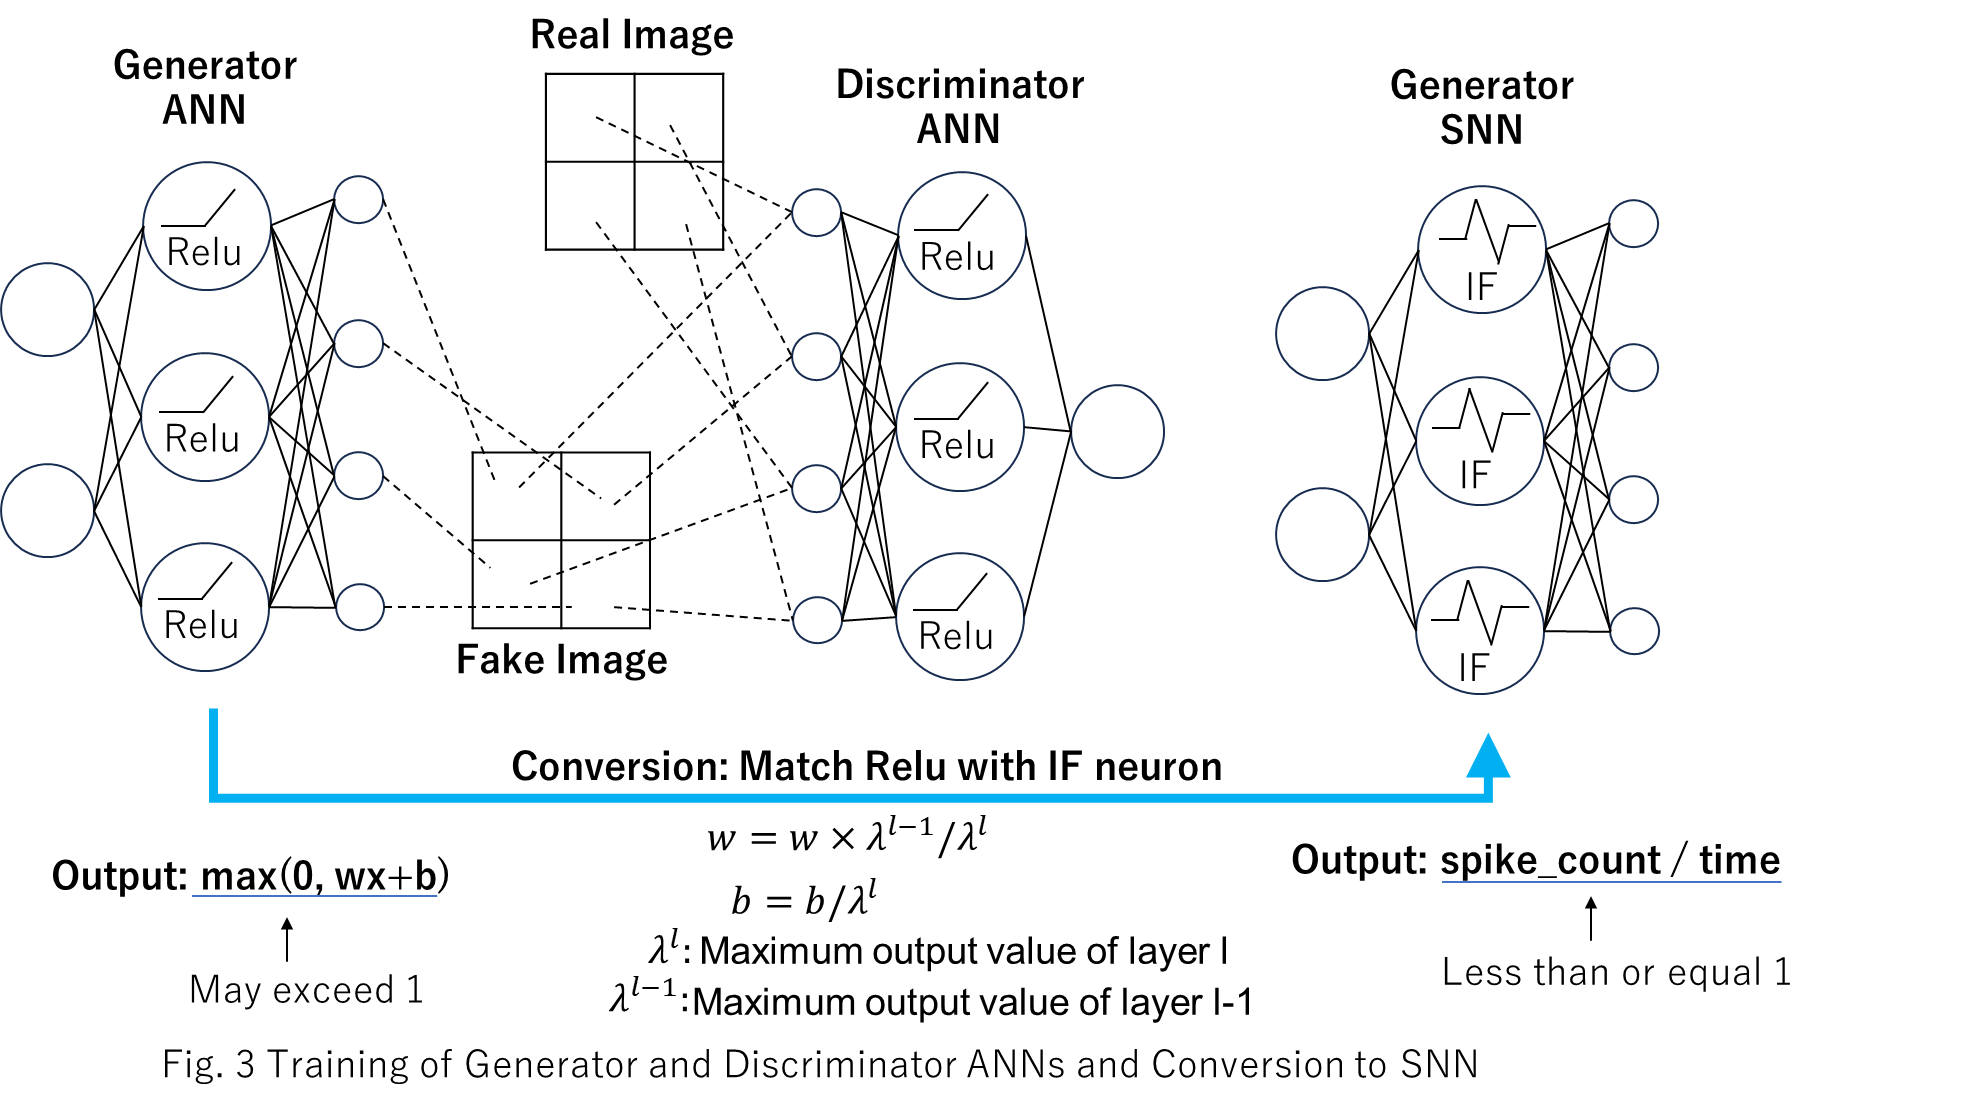 Real Image
Generator
ANN
Discriminator
ANN
Generator
SNN
Relu
Relu
Relu
Relu
Relu
Relu
IF
IF
IF
Fake Image
Conversion: Match Relu with IF neuron
w = w × λ^{l−1}/λ^l
b = b/λ^l
λ^l: Maximum output value of layer l
λ^{l−1}:Maximum output value of layer l-1
Output: max(0, wx+b)
May exceed 1
Output: spike_count / time
Less than or equal 1
Fig. 3 Training of Generator and Discriminator ANNs and Conversion to SNN